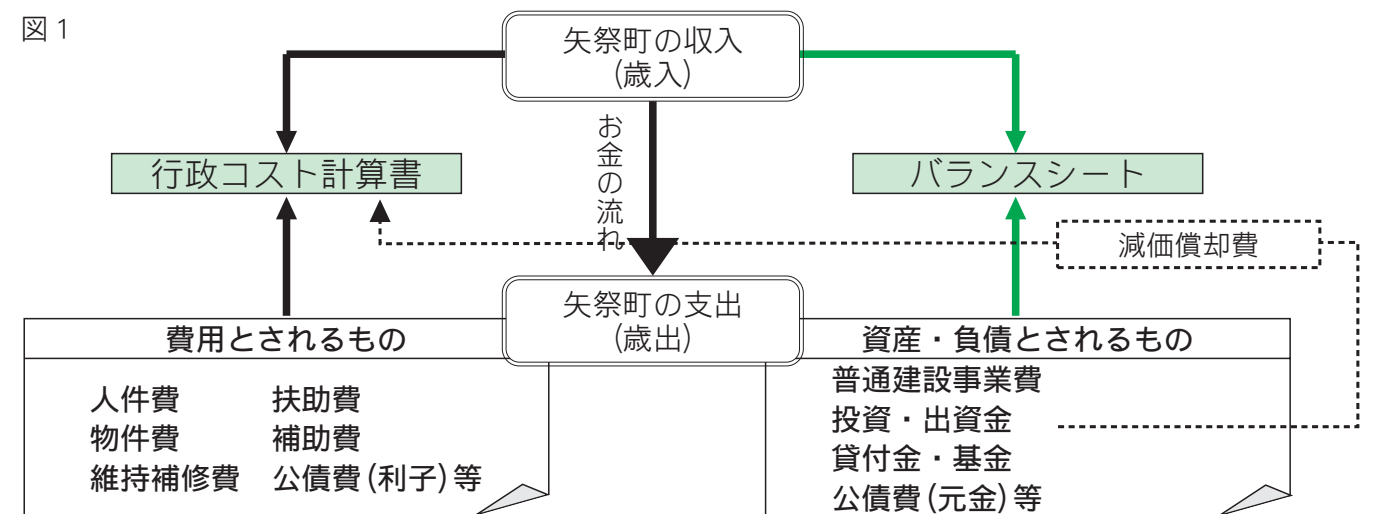 図1
矢祭町の収入
(歳入)
お金の流れ
行政コスト計算書
バランスシート
減価償却費
矢祭町の支出
(歳出)
費用とされるもの
人件費 扶助費
物件費 補助費
維持補修費 公債費(利子)等
資産・負債とされるもの
普通建設事業費
投資・出資金
貸付金・基金
公債費(元金)等